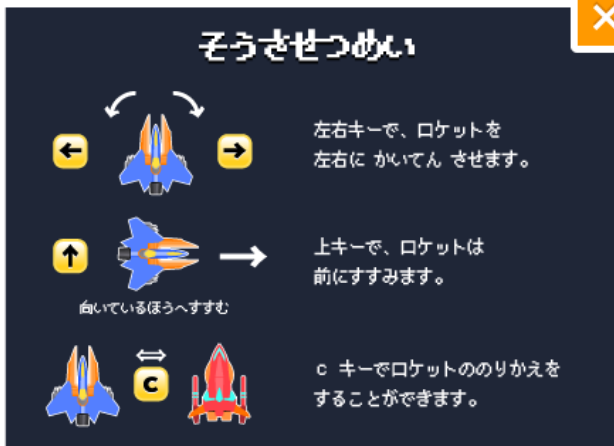 そうさせつめい
左右キーで、ロケットを
左右に かいてん させます。
上キーで、ロケットは
前にすすみます。
向いているほうへすすむ
C
c キーでロケットののりかえを
することができます。